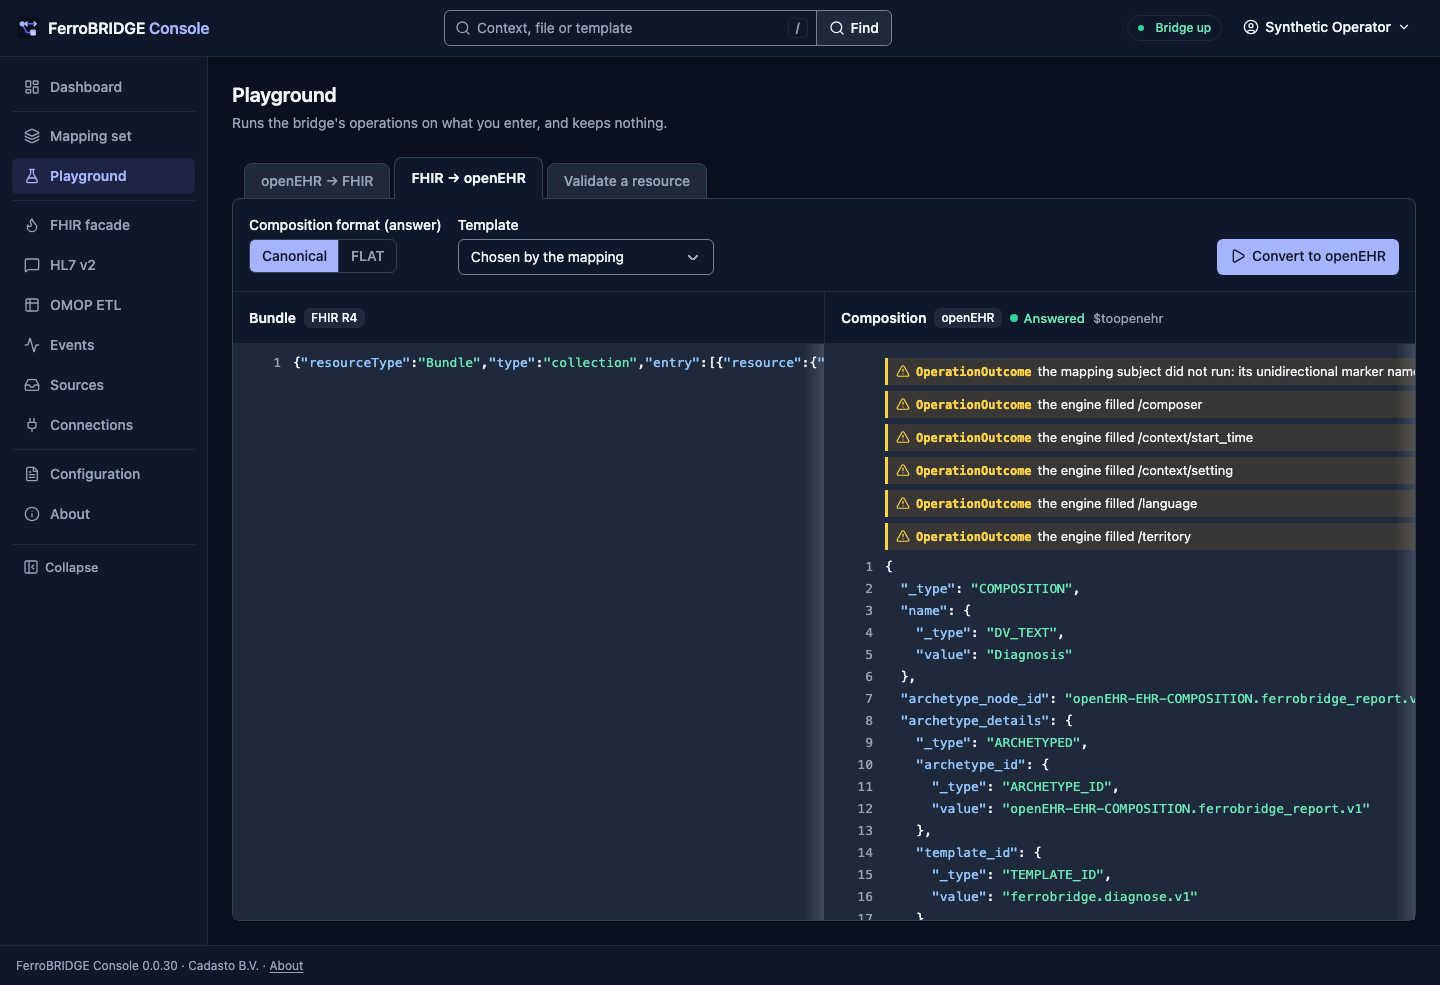 FerroBRIDGE Console
Context, file or template
/
Find
Bridge up
Synthetic Operator
Dashboard
Mapping set
Playground
FHIR facade
HL7 v2
OMOP ETL
Events
Sources
Connections
Configuration
About
Collapse
Playground
Runs the bridge's operations on what you enter, and keeps nothing.
openEHR → FHIR
FHIR → openEHR
Validate a resource
Composition format (answer)
Template
Canonical
FLAT
Chosen by the mapping
Convert to openEHR
Bundle FHIR R4
1 {"resourceType":"Bundle","type":"collection","entry":[{"resource":{"
Composition openEHR Answered $toopenehr
OperationOutcome the mapping subject did not run: its unidirectional marker name
OperationOutcome the engine filled /composer
OperationOutcome the engine filled /context/start_time
OperationOutcome the engine filled /context/setting
OperationOutcome the engine filled /language
OperationOutcome the engine filled /territory
1 {
2 "_type": "COMPOSITION",
3 "name": {
4 "_type": "DV_TEXT",
5 "value": "Diagnosis"
6 },
7 "archetype_node_id": "openEHR-EHR-COMPOSITION.ferrobridge_report.v
8 "archetype_details": {
9 "_type": "ARCHETYPED",
10 "archetype_id": {
11 "_type": "ARCHETYPE_ID",
12 "value": "openEHR-EHR-COMPOSITION.ferrobridge_report.v1"
13 },
14 "template_id": {
15 "_type": "TEMPLATE_ID",
16 "value": "ferrobridge.diagnose.v1"
17 }
FerroBRIDGE Console 0.0.30 · Cadasto B.V. · About